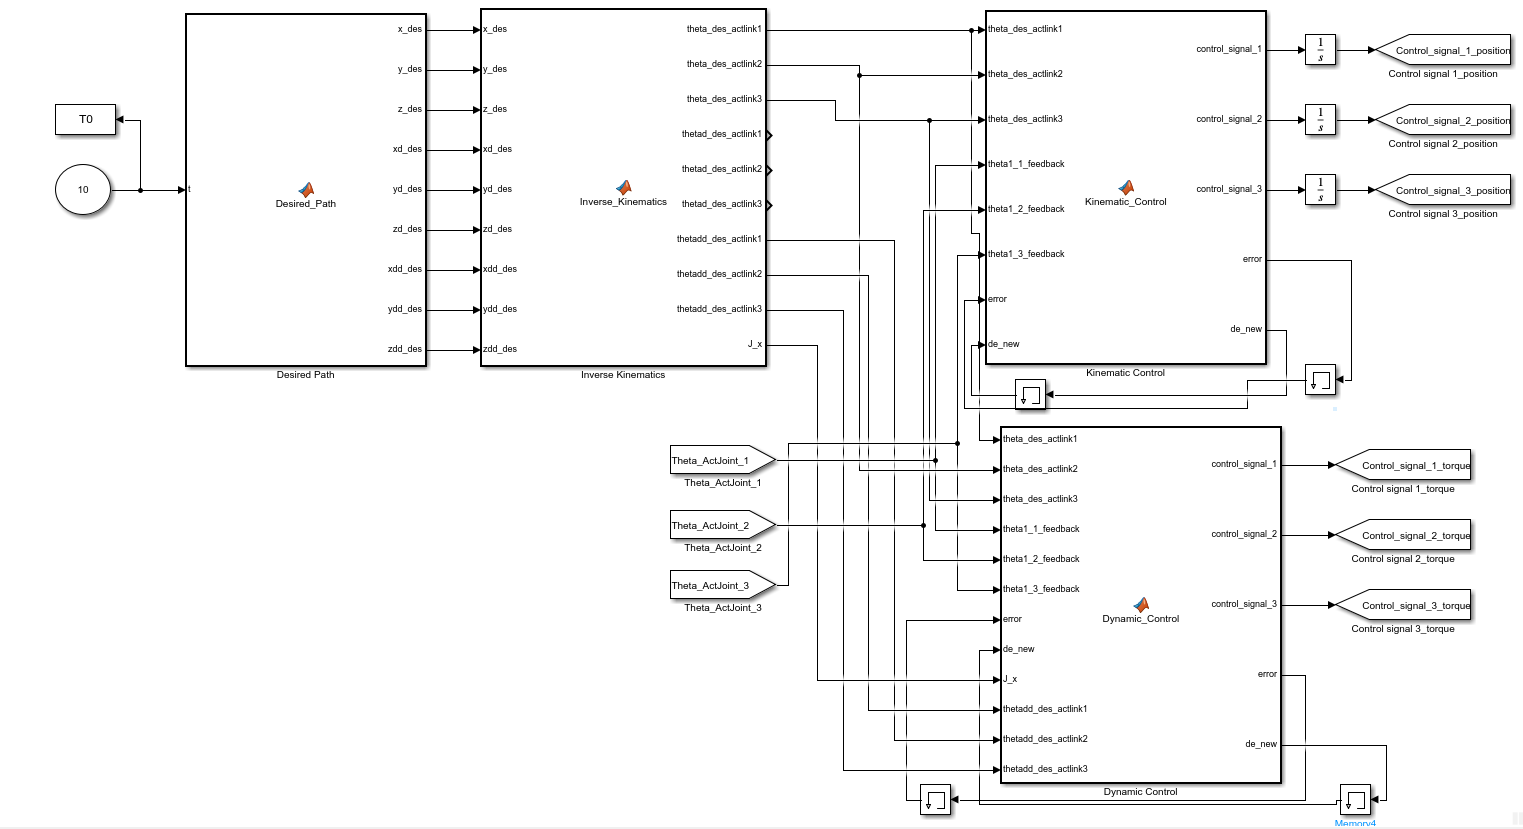 T0
10
t
Desired_Path
x_des
y_des
z_des
xd_des
yd_des
zd_des
xdd_des
ydd_des
zdd_des
Desired Path
x_des
y_des
z_des
xd_des
yd_des
zd_des
xdd_des
ydd_des
zdd_des
Inverse_Kinematics
theta_des_actlink1
theta_des_actlink2
theta_des_actlink3
thetad_des_actlink1
thetad_des_actlink2
thetad_des_actlink3
thetadd_des_actlink1
thetadd_des_actlink2
thetadd_des_actlink3
J_x
Inverse Kinematics
theta_des_actlink1
theta_des_actlink2
theta_des_actlink3
theta1_1_feedback
theta1_2_feedback
theta1_3_feedback
error
de_new
Kinematic_Control
control_signal_1
control_signal_2
control_signal_3
error
de_new
Kinematic Control
1
s
Control_signal_1_position
Control signal 1_position
1
s
Control_signal_2_position
Control signal 2_position
1
s
Control_signal_3_position
Control signal 3_position
Theta_ActJoint_1
Theta_ActJoint_1
Theta_ActJoint_2
Theta_ActJoint_2
Theta_ActJoint_3
Theta_ActJoint_3
theta_des_actlink1
theta_des_actlink2
theta_des_actlink3
theta1_1_feedback
theta1_2_feedback
theta1_3_feedback
error
de_new
J_x
thetadd_des_actlink1
thetadd_des_actlink2
thetadd_des_actlink3
Dynamic_Control
control_signal_1
control_signal_2
control_signal_3
error
de_new
Dynamic Control
Control_signal_1_torque
Control signal 1_torque
Control_signal_2_torque
Control signal 2_torque
Control_signal_3_torque
Control signal 3_torque
Memory4